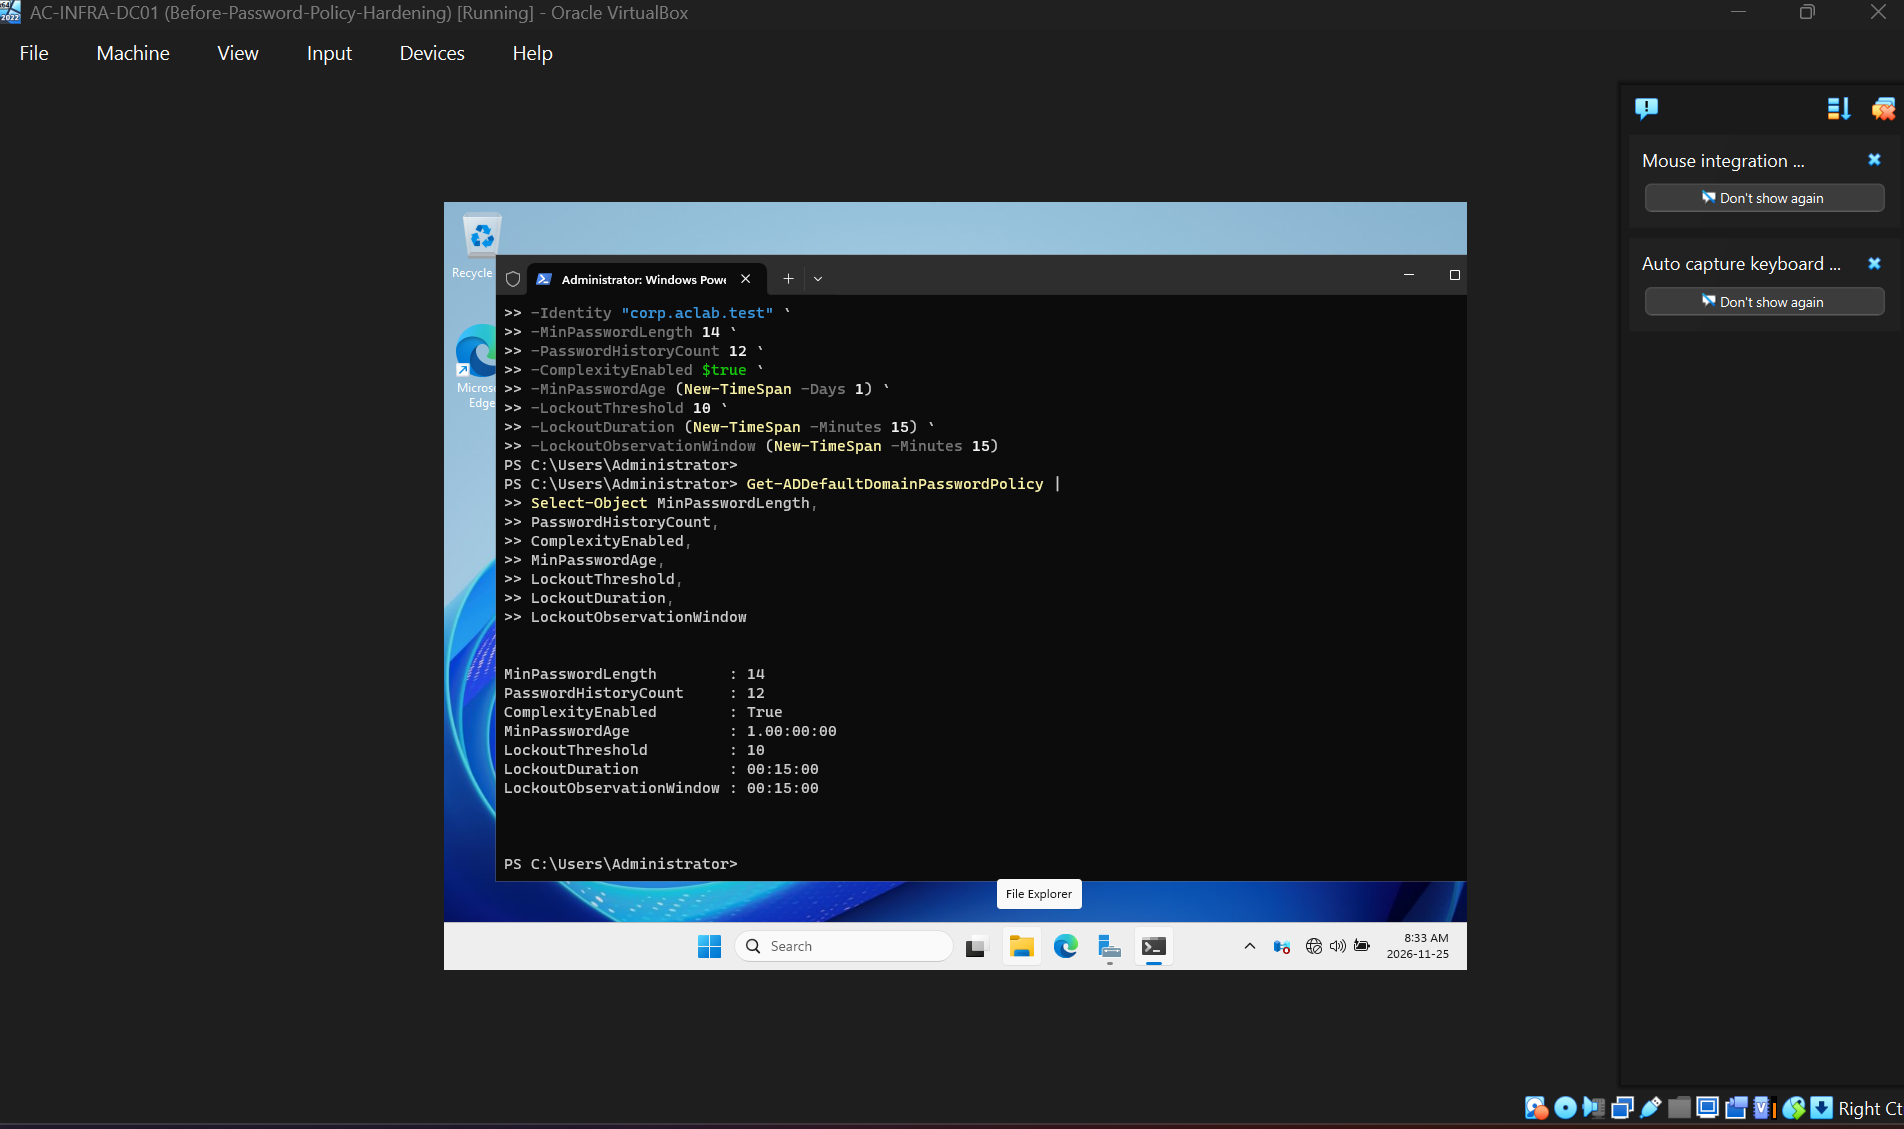 AC-INFRA-DC01 (Before-Password-Policy-Hardening) [Running] - Oracle VirtualBox
File Machine View Input Devices Help
Mouse integration ...
Don't show again
Auto capture keyboard ...
Don't show again
Recycle
Microso
Edge
Administrator: Windows Powe
>> -Identity "corp.aclab.test" `
>> -MinPasswordLength 14 `
>> -PasswordHistoryCount 12 `
>> -ComplexityEnabled $true `
>> -MinPasswordAge (New-TimeSpan -Days 1) `
>> -LockoutThreshold 10 `
>> -LockoutDuration (New-TimeSpan -Minutes 15) `
>> -LockoutObservationWindow (New-TimeSpan -Minutes 15)
PS C:\Users\Administrator>
PS C:\Users\Administrator> Get-ADDefaultDomainPasswordPolicy |
>> Select-Object MinPasswordLength,
>> PasswordHistoryCount,
>> ComplexityEnabled,
>> MinPasswordAge,
>> LockoutThreshold,
>> LockoutDuration,
>> LockoutObservationWindow
MinPasswordLength : 14
PasswordHistoryCount : 12
ComplexityEnabled : True
MinPasswordAge : 1.00:00:00
LockoutThreshold : 10
LockoutDuration : 00:15:00
LockoutObservationWindow : 00:15:00
PS C:\Users\Administrator>
File Explorer
Search
8:33 AM
2026-11-25
Right Ct